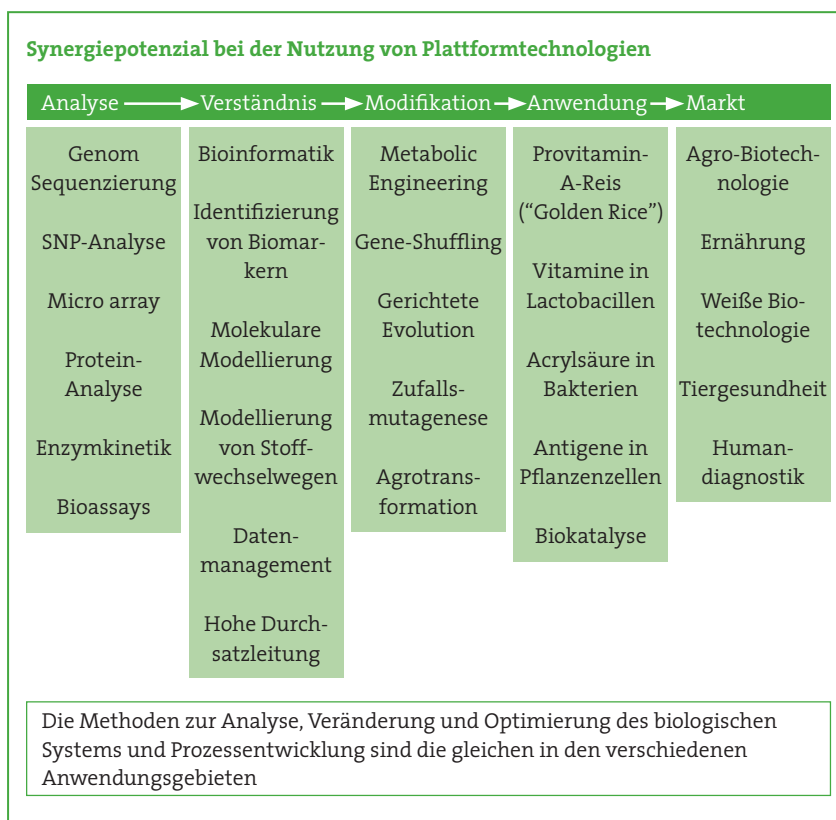 Synergiepotenzial bei der Nutzung von Plattformtechnologien
Analyse Verständnis Modifikation Anwendung Markt
Genom
Sequenzierung
SNP-Analyse
Micro array
Protein-
Analyse
Enzymkinetik
Bioassays
Bioinformatik
Identifizierung
von Biomar-
kern
Molekulare
Modellierung
Modellierung
von Stoff-
wechselwegen
Daten-
management
Hohe Durch-
satzleitung
Metabolic
Engineering
Gene-Shuffling
Gerichtete
Evolution
Zufalls-
mutagenese
Agrotrans-
formation
Provitamin-
A-Reis
(“Golden Rice”)
Vitamine in
Lactobacillen
Acrylsäure in
Bakterien
Antigene in
Pflanzenzellen
Biokatalyse
Agro-Biotech-
nologie
Ernährung
Weiße Bio-
technologie
Tiergesundheit
Human-
diagnostik
Die Methoden zur Analyse, Veränderung und Optimierung des biologischen
Systems und Prozessentwicklung sind die gleichen in den verschiedenen
Anwendungsgebieten